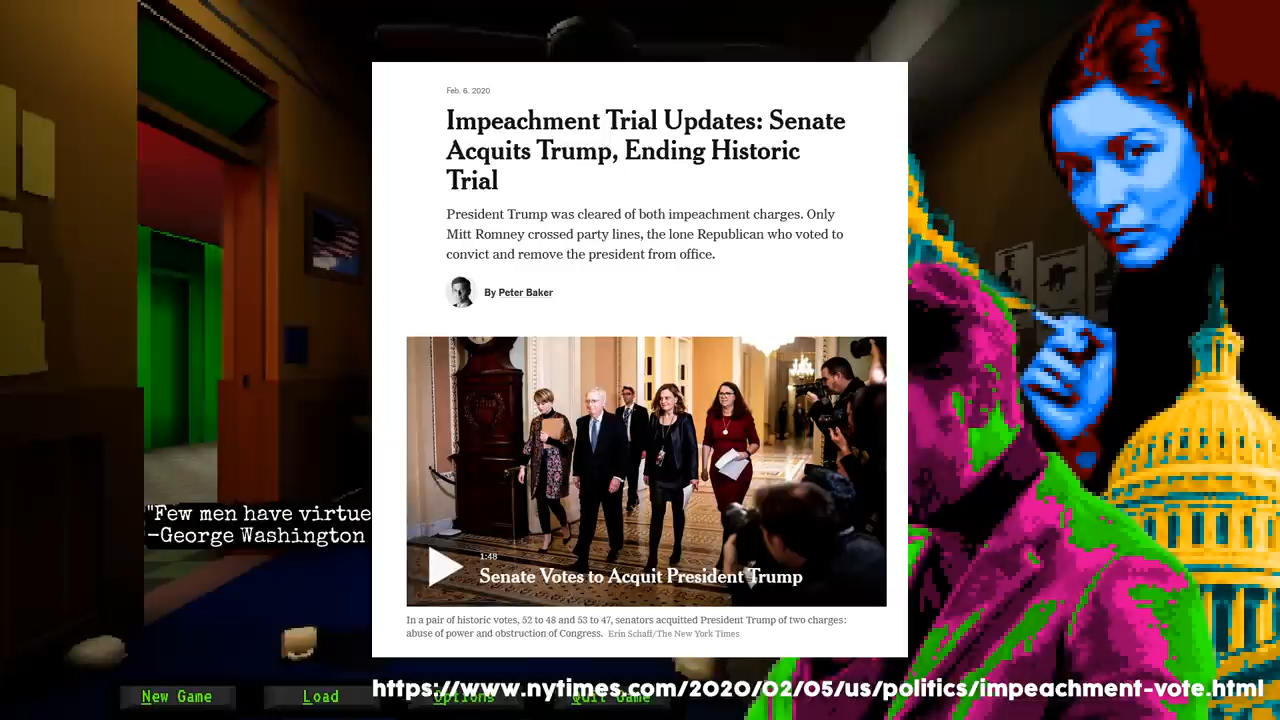 Feb. 6. 2020
Impeachment Trial Updates: Senate
Acquits Trump, Ending Historic
Trial
President Trump was cleared of both impeachment charges. Only
Mitt Romney crossed party lines, the lone Republican who voted to
convict and remove the president from office.
By Peter Baker
1:48
Senate Votes to Acquit President Trump
In a pair of historic votes, 52 to 48 and 53 to 47, senators acquitted President Trump of two charges:
abuse of power and obstruction of Congress. Erin Schaff/The New York Times
"Few men have virtue
-George Washington
New Game
Load
Options
Quit Game
https://www.nytimes.com/2020/02/05/us/politics/impeachment-vote.html